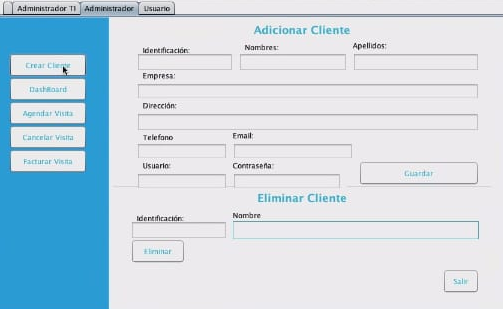 Administrador TI Administrador Usuario
Adicionar Cliente
Identificación: Nombres: Apellidos:
Crear Cliente
Empresa:
DashBoard
Dirección:
Agendar Visita
Telefono Email:
Cancelar Visita
Usuario: Contraseña:
Facturar Visita
Guardar
Eliminar Cliente
Identificación: Nombre
Eliminar
Salir